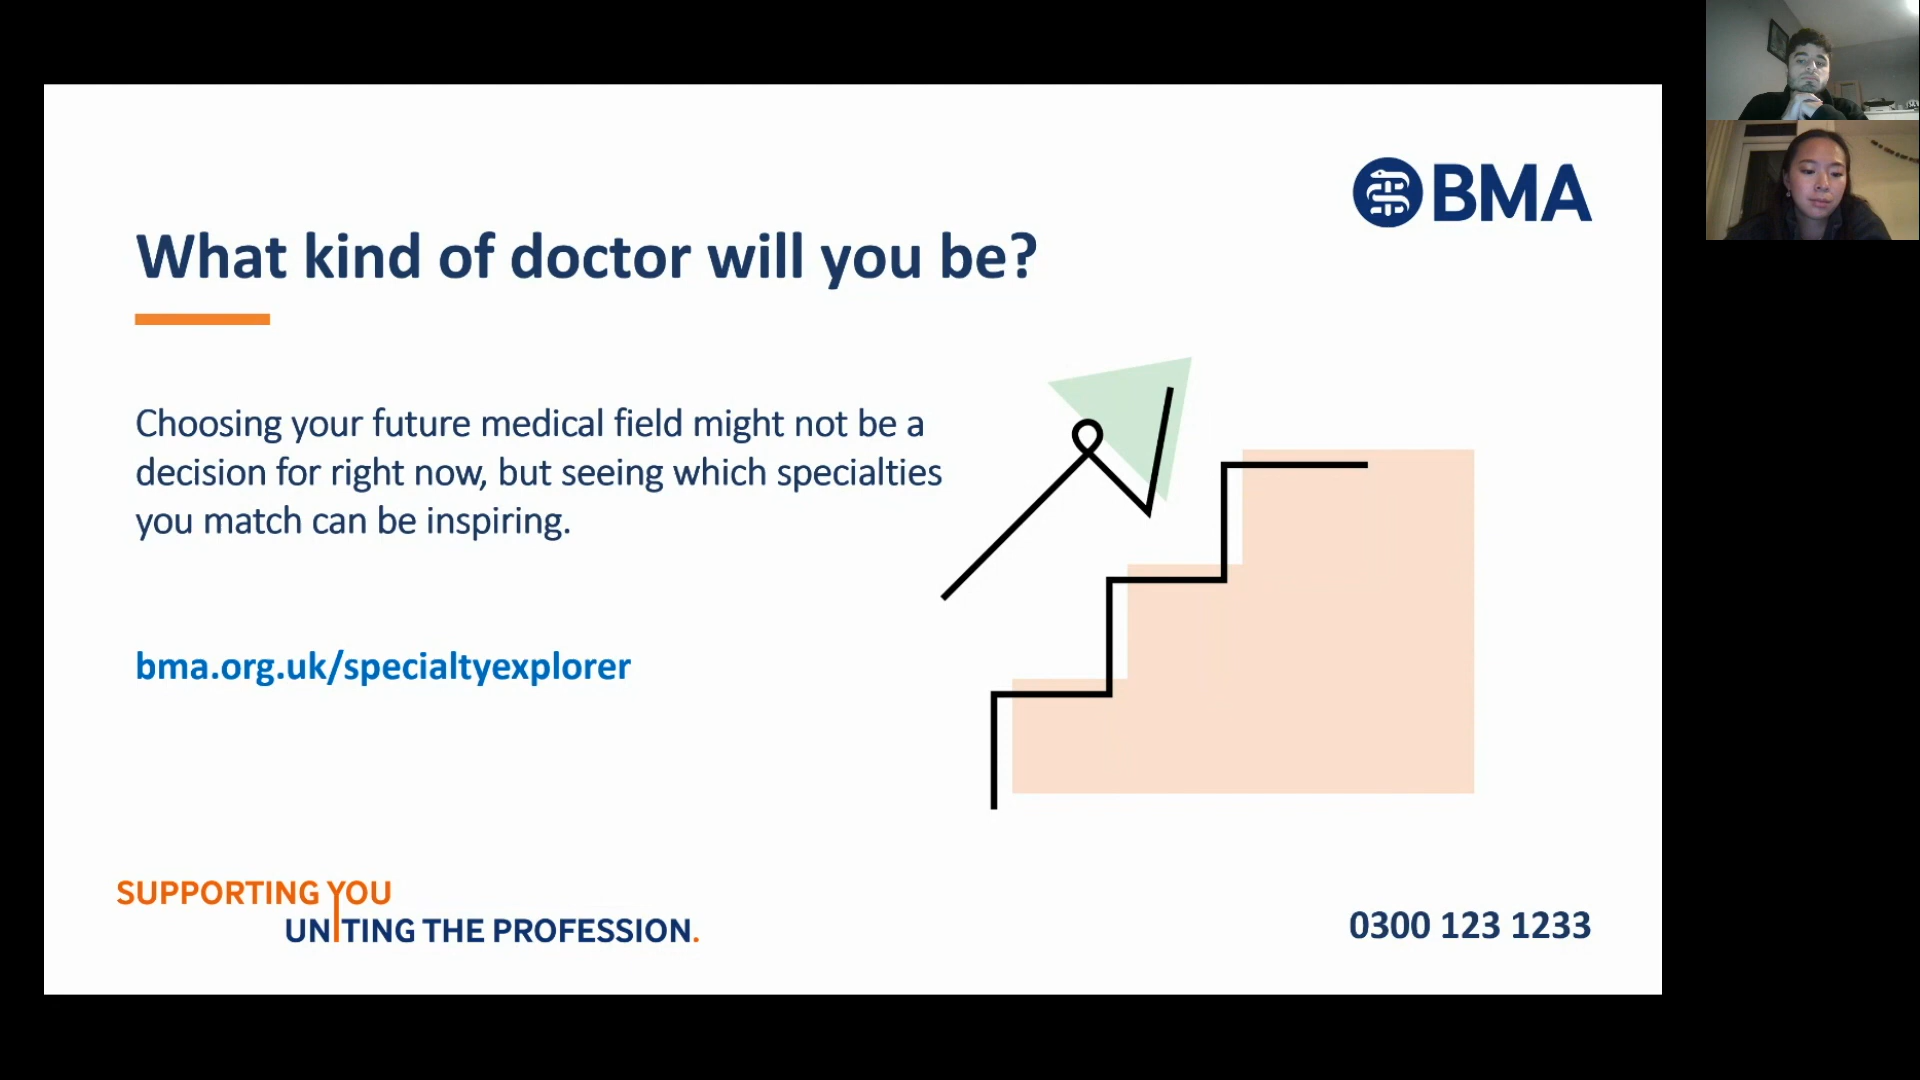 BMA
What kind of doctor will you be?
Choosing your future medical field might not be a
decision for right now, but seeing which specialties
you match can be inspiring.
bma.org.uk/specialtyexplorer
SUPPORTING YOU
UNITING THE PROFESSION.
0300 123 1233